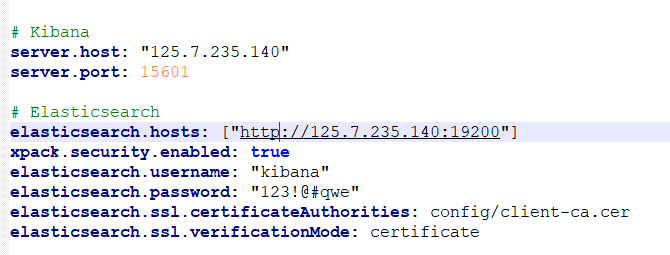 # Kibana
server.host: "125.7.235.140"
server.port: 15601
# Elasticsearch
elasticsearch.hosts: ["http://125.7.235.140:19200"]
xpack.security.enabled: true
elasticsearch.username: "kibana"
elasticsearch.password: "123!@#qwe"
elasticsearch.ssl.certificateAuthorities: config/client-ca.cer
elasticsearch.ssl.verificationMode: certificate